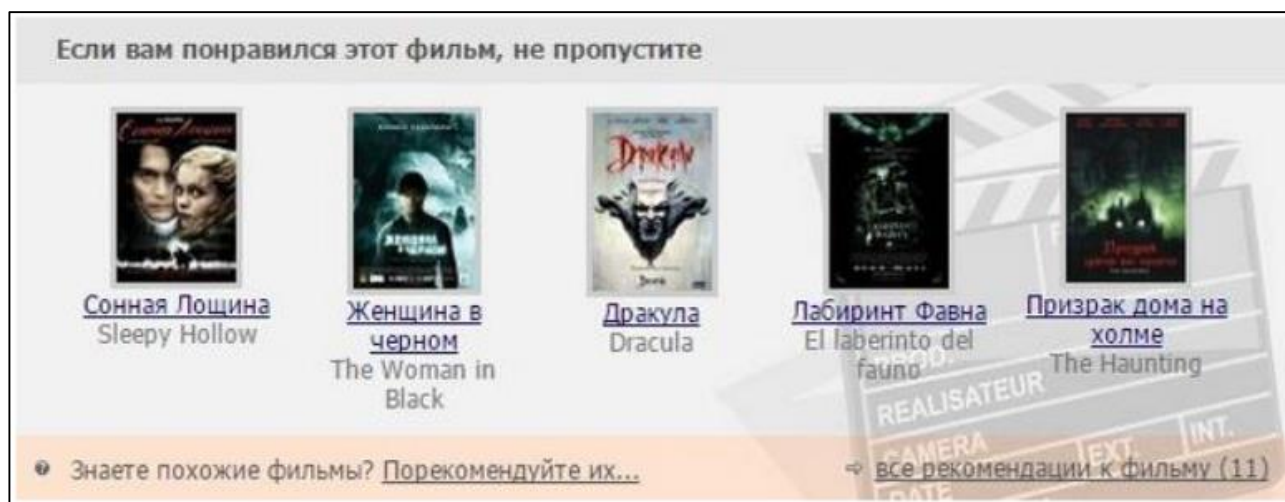 Если вам понравился этот фильм, не пропустите
Сонная Лощина
Sleepy Hollow
Женщина в
черном
The Woman in
Black
Дракула
Dracula
Лабиринт Фавна
El laberinto del
fauno
Призрак дома на
холме
The Haunting
PROD.
REALISATEUR
CAMERA
EXT.
INT.
DATE
Знаете похожие фильмы? Порекомендуйте их...
все рекомендации к фильму (11)